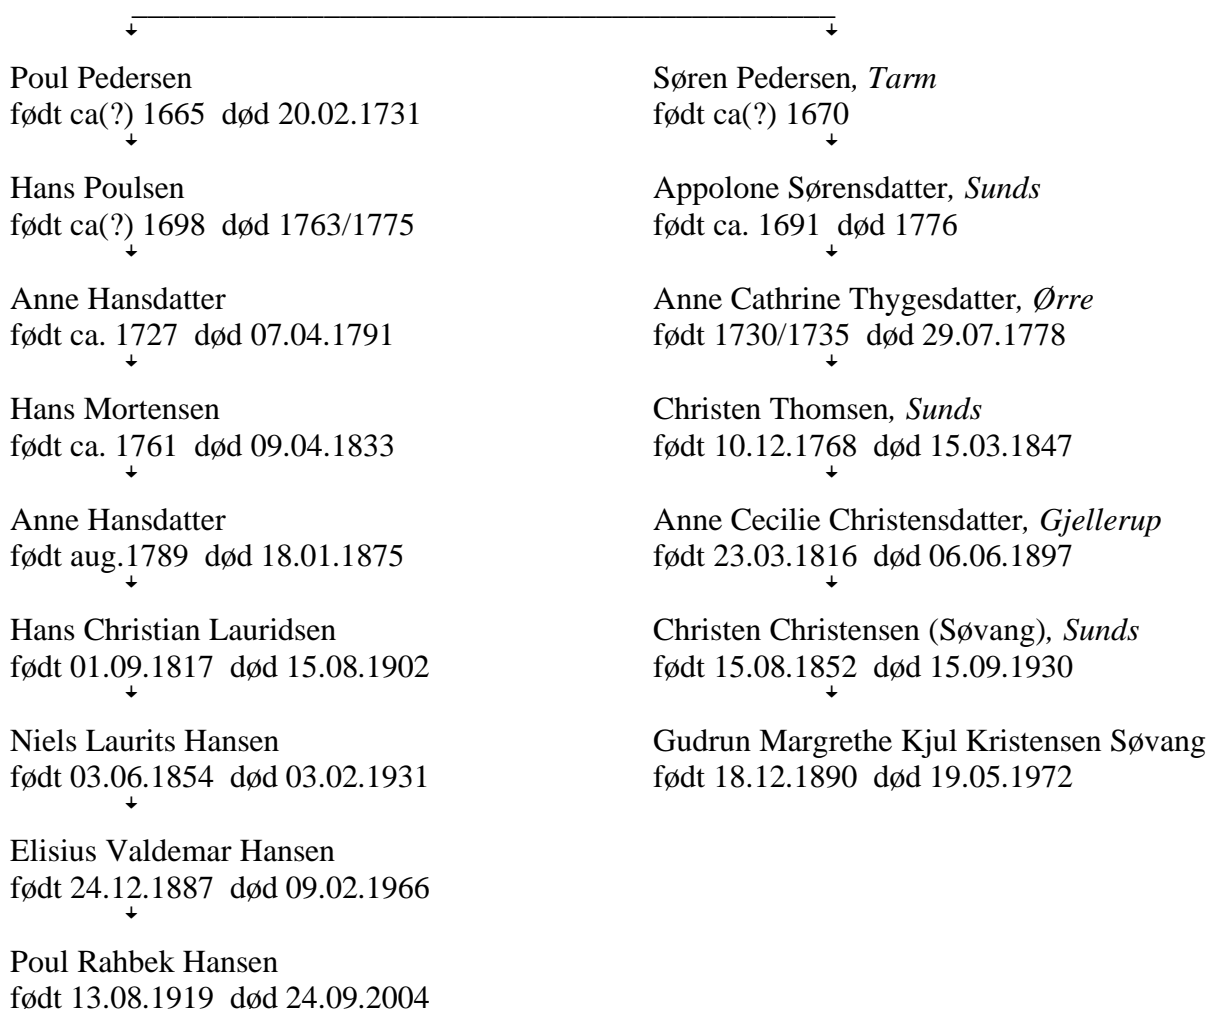 Poul Pedersen
født ca(?) 1665 død 20.02.1731
Hans Poulsen
født ca(?) 1698 død 1763/1775
Anne Hansdatter
født ca. 1727 død 07.04.1791
Hans Mortensen
født ca. 1761 død 09.04.1833
Anne Hansdatter
født aug.1789 død 18.01.1875
Hans Christian Lauridsen
født 01.09.1817 død 15.08.1902
Niels Laurits Hansen
født 03.06.1854 død 03.02.1931
Elisius Valdemar Hansen
født 24.12.1887 død 09.02.1966
Poul Rahbek Hansen
født 13.08.1919 død 24.09.2004
Søren Pedersen, Tarm
født ca(?) 1670
Appolone Sørensdatter, Sunds
født ca. 1691 død 1776
Anne Cathrine Thygesdatter, Ørre
født 1730/1735 død 29.07.1778
Christen Thomsen, Sunds
født 10.12.1768 død 15.03.1847
Anne Cecilie Christensdatter, Gjellerup
født 23.03.1816 død 06.06.1897
Christen Christensen (Søvang), Sunds
født 15.08.1852 død 15.09.1930
Gudrun Margrethe Kjul Kristensen Søvang
født 18.12.1890 død 19.05.1972